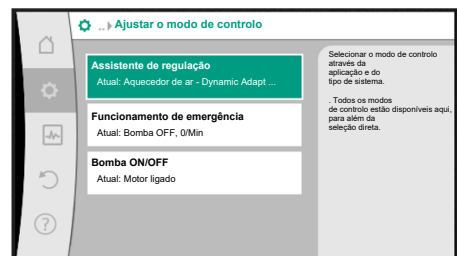 .. Ajustar o modo de controlo
Assistente de regulação
Atual: Aquecedor de ar - Dynamic Adapt ...
Funcionamento de emergência
Atual: Bomba OFF, 0/Min
Bomba ON/OFF
Atual: Motor ligado
Selecionar o modo de controlo
através da
aplicação e do
tipo de sistema.
. Todos os modos
de controlo estão disponíveis aqui,
para além da
seleção direta.
?